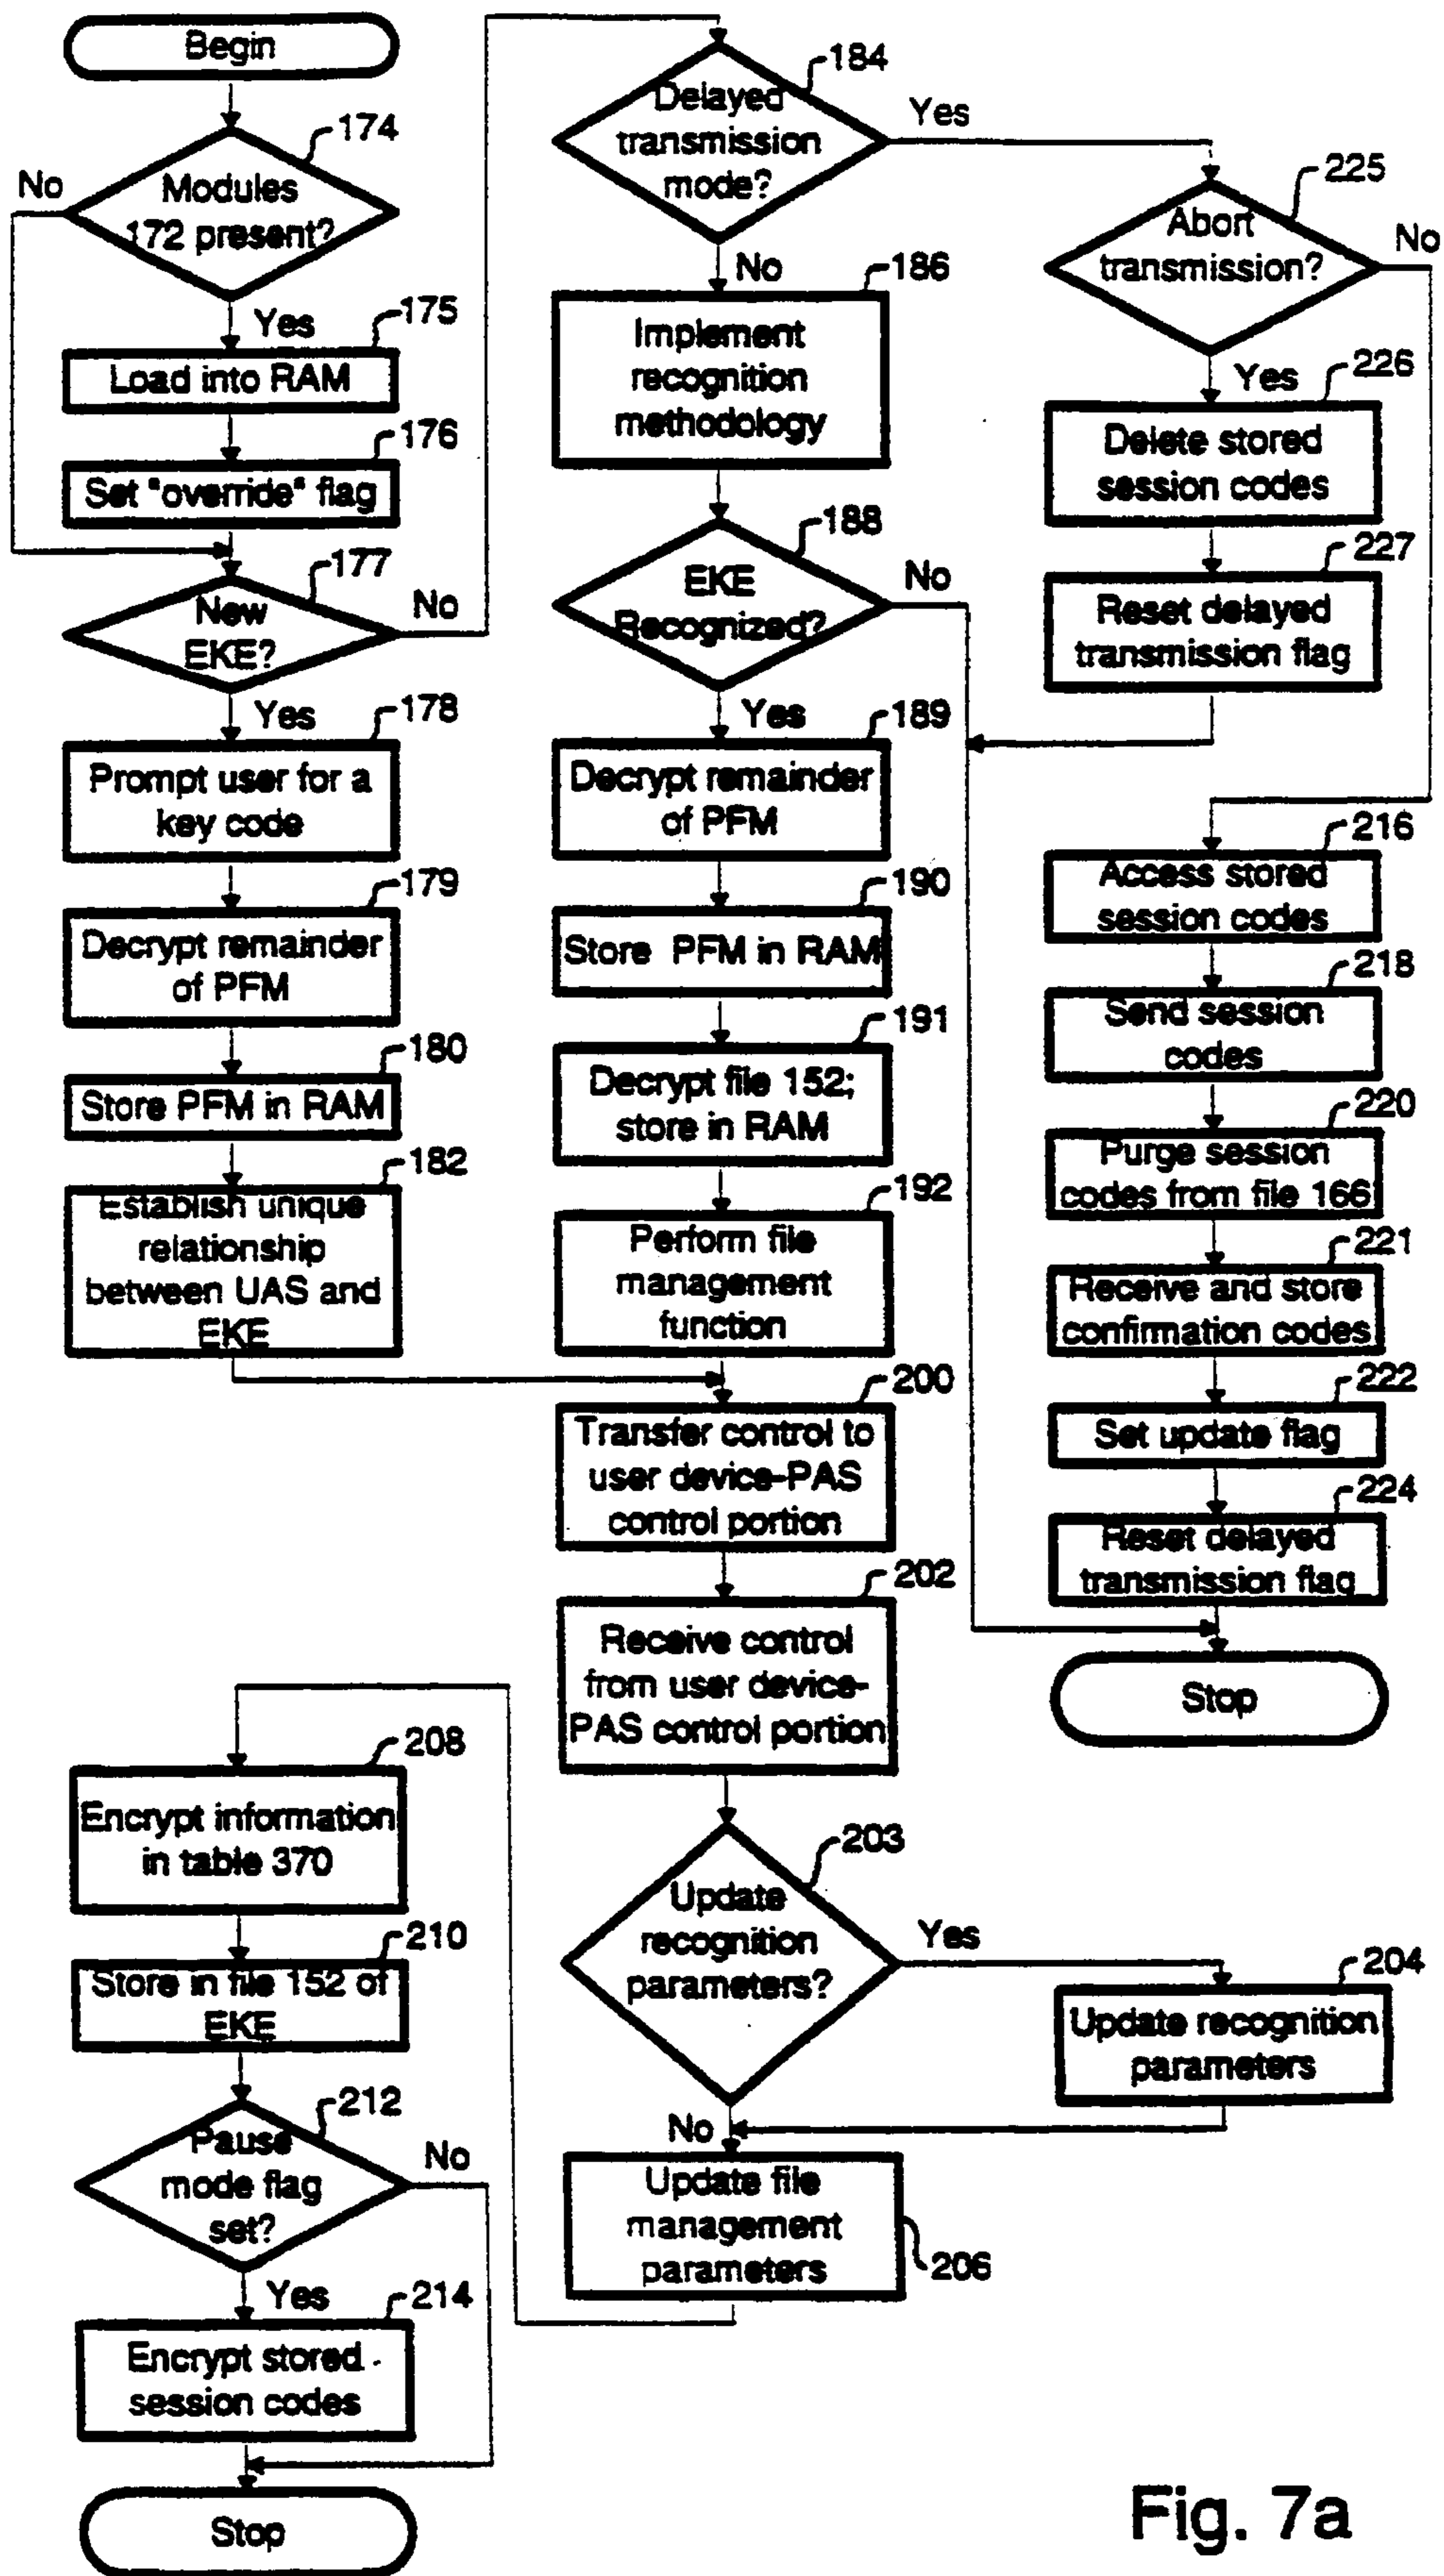 Begin
174
No
Modules
172 present?
Yes
175
Load into RAM
176
Set "override" flag
177
New
EKE?
No
Yes
178
Prompt user for a
key code
179
Decrypt remainder
of PFM
180
Store PFM in RAM
182
Establish unique
relationship
between UAS and
EKE
184
Delayed
transmission
mode?
Yes
No
186
Implement
recognition
methodology
188
EKE
Recognized?
No
Yes
189
Decrypt remainder
of PFM
190
Store PFM in RAM
191
Decrypt file 152;
store in RAM
192
Perform file
management
function
200
Transfer control to
user device-PAS
control portion
202
Receive control
from user device-
PAS control portion
203
Update
recognition
parameters?
Yes
204
Update recognition
parameters
No
Update file
management
parameters
206
225
Abort
transmission?
No
Yes
226
Delete stored
session codes
227
Reset delayed
transmission flag
216
Access stored
session codes
218
Send session
codes
220
Purge session
codes from file 166
221
Receive and store
confirmation codes
222
Set update flag
224
Reset delayed
transmission flag
Stop
208
Encrypt information
in table 370
210
Store in file 152 of
EKE
212
Pause
mode flag
set?
No
Yes
214
Encrypt stored
session codes
Stop
Fig. 7a